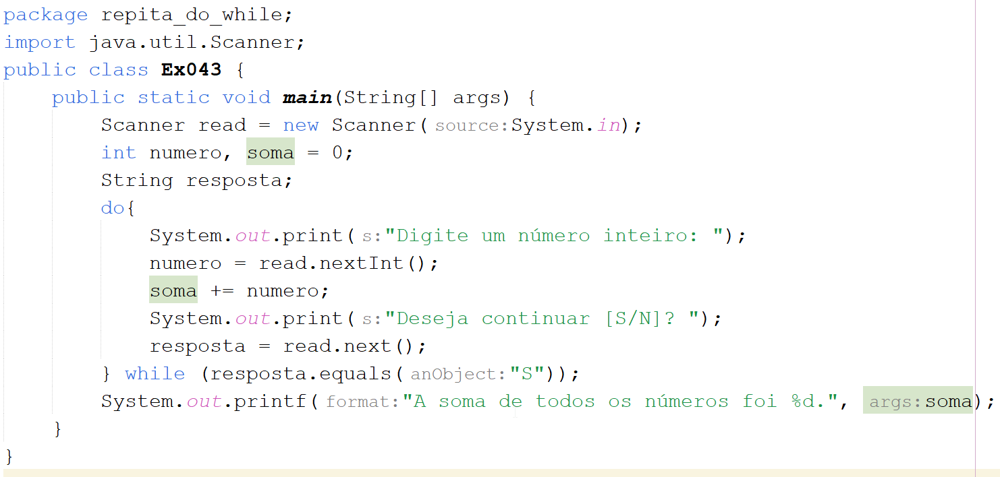 package repita_do_while;
import java.util.Scanner;
public class Ex043 {
    public static void main(String[] args) {
        Scanner read = new Scanner( source:System.in);
        int numero, soma = 0;
        String resposta;
        do{
            System.out.print( s:"Digite um número inteiro: ");
            numero = read.nextInt();
            soma += numero;
            System.out.print( s:"Deseja continuar [S/N]? ");
            resposta = read.next();
        } while (resposta.equals( anObject:"S"));
        System.out.printf( format:"A soma de todos os números foi %d.", args:soma);
    }
}